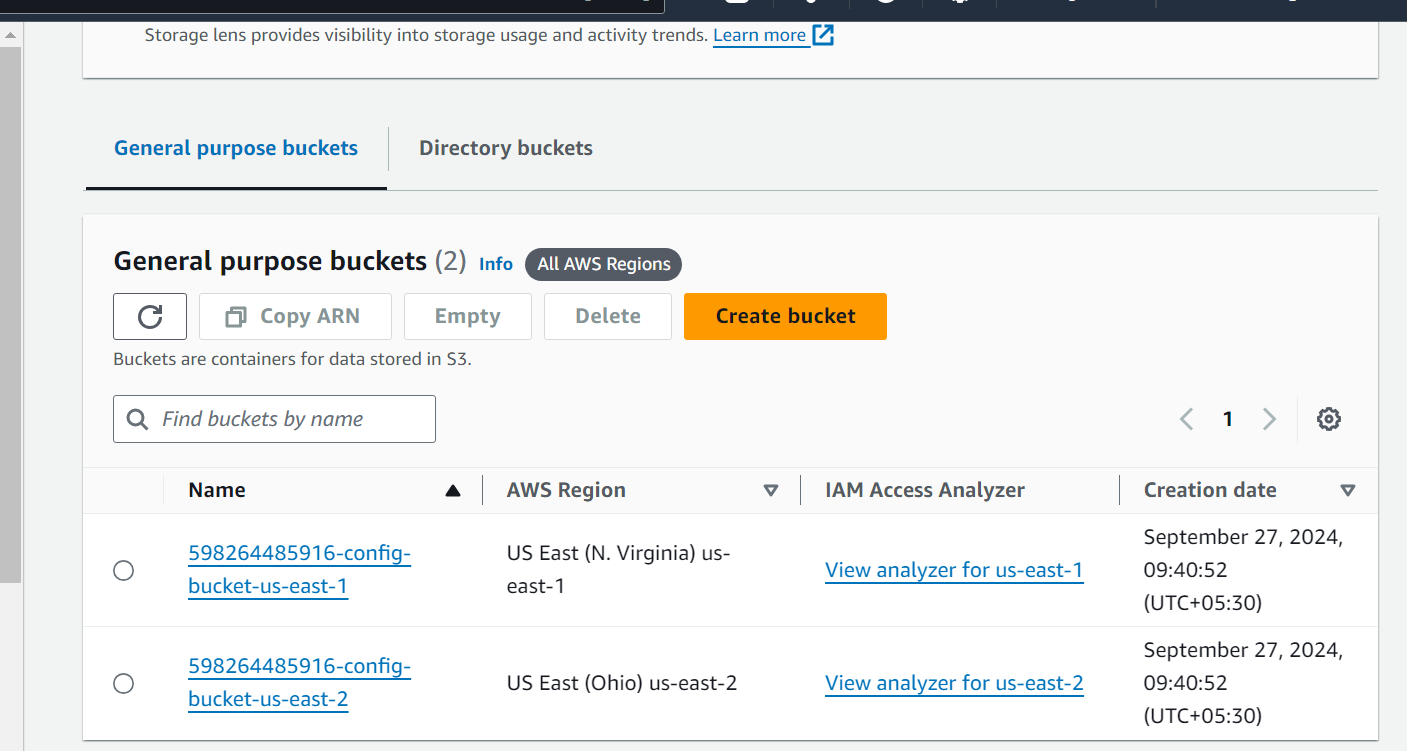 Storage lens provides visibility into storage usage and activity trends. Learn more
General purpose buckets
Directory buckets
General purpose buckets (2) Info All AWS Regions
Copy ARN Empty Delete Create bucket
Buckets are containers for data stored in S3.
Find buckets by name
1
Name AWS Region IAM Access Analyzer Creation date
598264485916-config-
bucket-us-east-1
US East (N. Virginia) us-
east-1
View analyzer for us-east-1
September 27, 2024,
09:40:52
(UTC+05:30)
598264485916-config-
bucket-us-east-2
US East (Ohio) us-east-2
View analyzer for us-east-2
September 27, 2024,
09:40:52
(UTC+05:30)